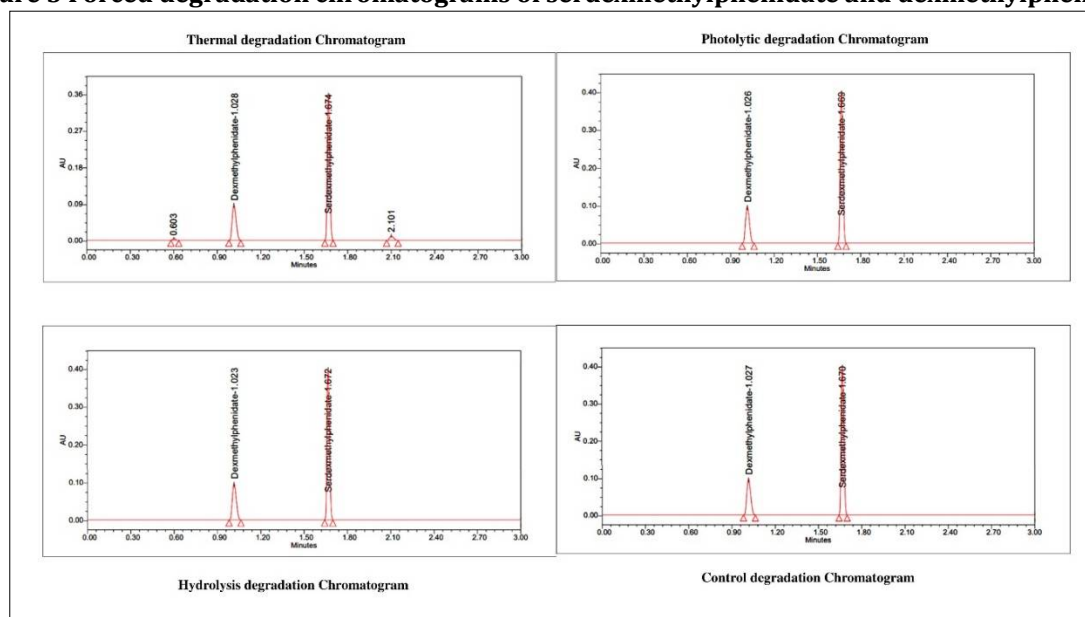 are 3 Forced degradation chromatograms of serdexmethylphenidate and dexmethylphen
Thermal degradation Chromatogram
Photolytic degradation Chromatogram
AU
0.36
0.27
0.18
0.09
0.00
0.603
Dexmethylphenidate-1.028
Serdexmethylphenidate-1.674
2.101
0.00 0.30 0.60 0.90 1.20 1.50 1.80 2.10 2.40 2.70 3.00
Minutes
AU
0.40
0.30
0.20
0.10
0.00
Dexmethylphenidate-1.026
Serdexmethylphenidate-1.669
0.00 0.30 0.60 0.90 1.20 1.50 1.80 2.10 2.40 2.70 3.00
Minutes
AU
0.40
0.30
0.20
0.10
0.00
Dexmethylphenidate-1.023
Serdexmethylphenidate-1.672
0.00 0.30 0.60 0.90 1.20 1.50 1.80 2.10 2.40 2.70 3.00
Minutes
AU
0.40
0.30
0.20
0.10
0.00
Dexmethylphenidate-1.027
Serdexmethylphenidate-1.670
0.00 0.30 0.60 0.90 1.20 1.50 1.80 2.10 2.40 2.70 3.00
Minutes
Hydrolysis degradation Chromatogram
Control degradation Chromatogram